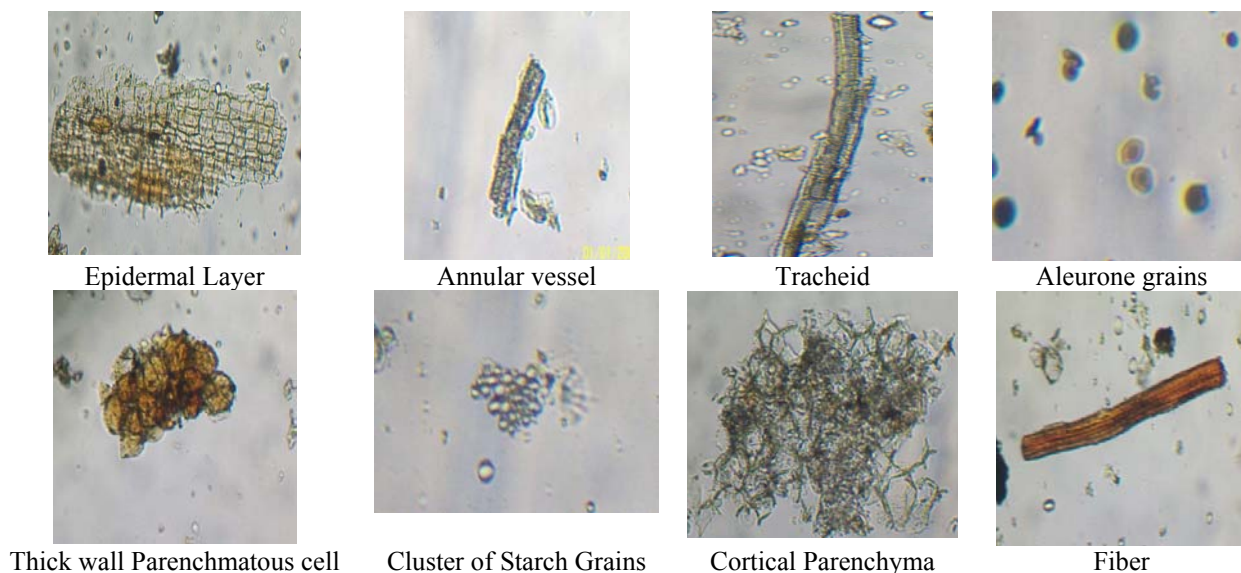 Epidermal Layer
Annular vessel
Tracheid
Aleurone grains
Thick wall Parenchmatous cell
Cluster of Starch Grains
Cortical Parenchyma
Fiber